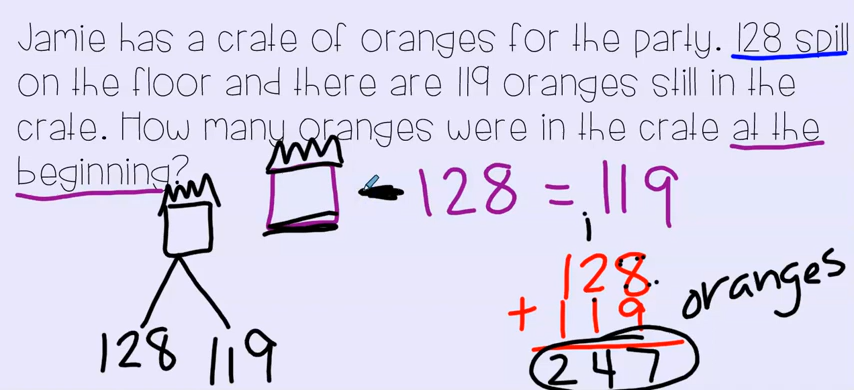 Jamie has a crate of oranges for the party. 128 spill
on the floor and there are 119 oranges still in the
crate. How many oranges were in the crate at the
beginning?
- 128 = 119
1
128
+ 119
247
oranges
128 119